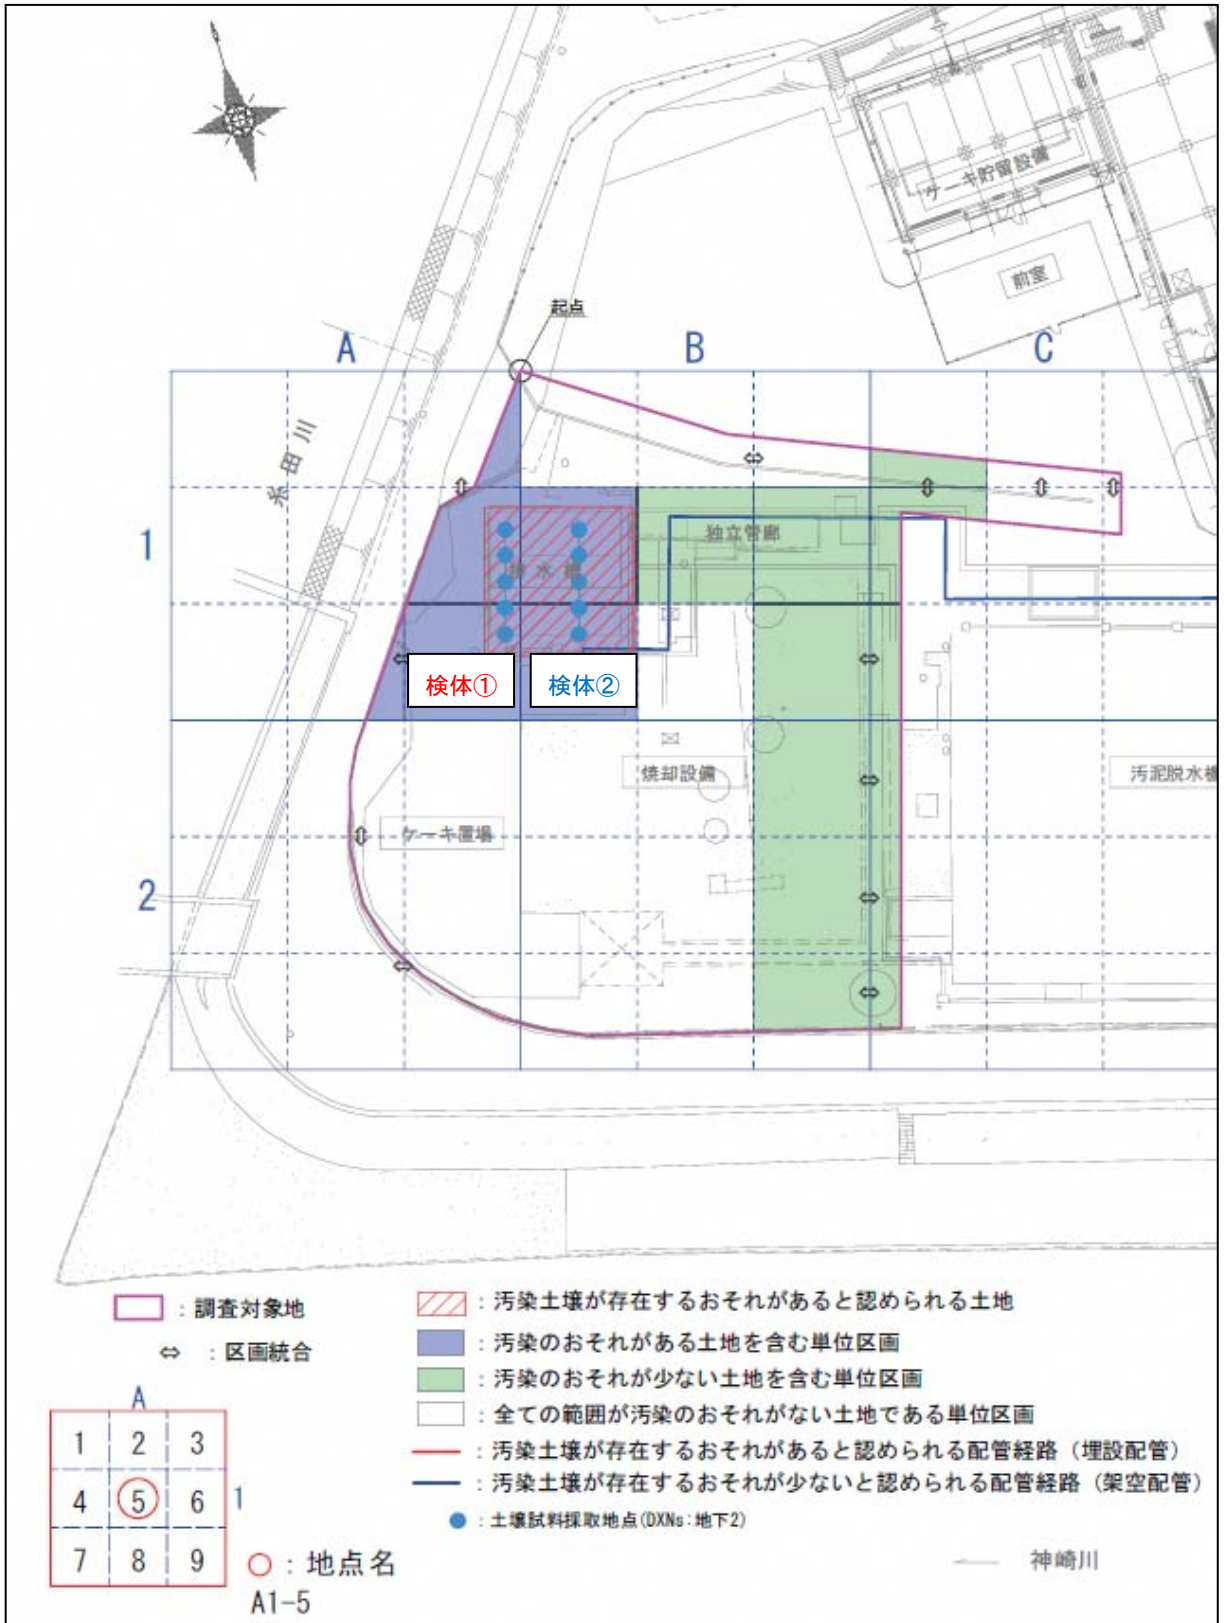 ケーキ貯留設備
前室
起点
A
B
C
糸田川
1
独立管廊
水
検体①
検体②
焼却設備
汚泥脱水機
ケーキ置場
2
：調査対象地
⇔ ：区画統合
：汚染土壌が存在するおそれがあると認められる土地
：汚染のおそれがある土地を含む単位区画
：汚染のおそれが少ない土地を含む単位区画
：全ての範囲が汚染のおそれがない土地である単位区画
：汚染土壌が存在するおそれがあると認められる配管経路（埋設配管）
：汚染土壌が存在するおそれが少ないと認められる配管経路（架空配管）
：土壌試料採取地点(DXNs:地下2)
A
1 2 3
4 5 6 1
7 8 9
○：地点名
A1-5
神崎川